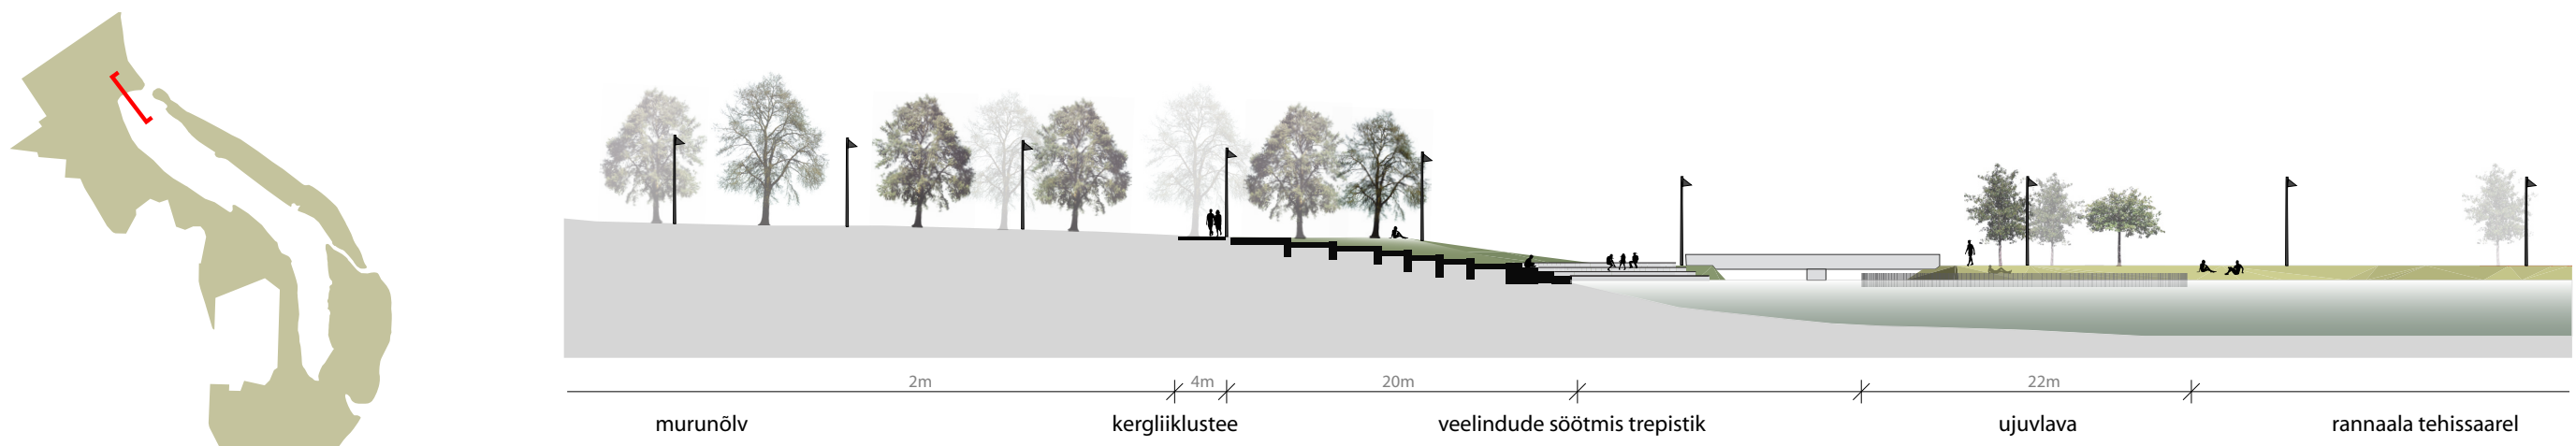 2m 4m 20m 22m
murunõlv kergliiklustee veelindude söötmis trepistik ujuvlava rannaala tehissaarel